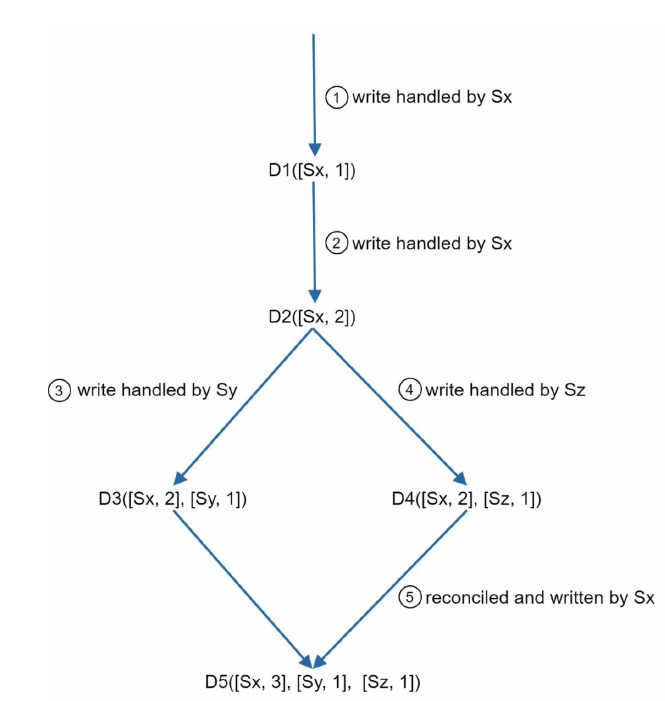 ① write handled by Sx
D1([Sx, 1])
② write handled by Sx
D2([Sx, 2])
③ write handled by Sy
④ write handled by Sz
D3([Sx, 2], [Sy, 1])
D4([Sx, 2], [Sz, 1])
⑤ reconciled and written by Sx
D5([Sx, 3], [Sy, 1], [Sz, 1])